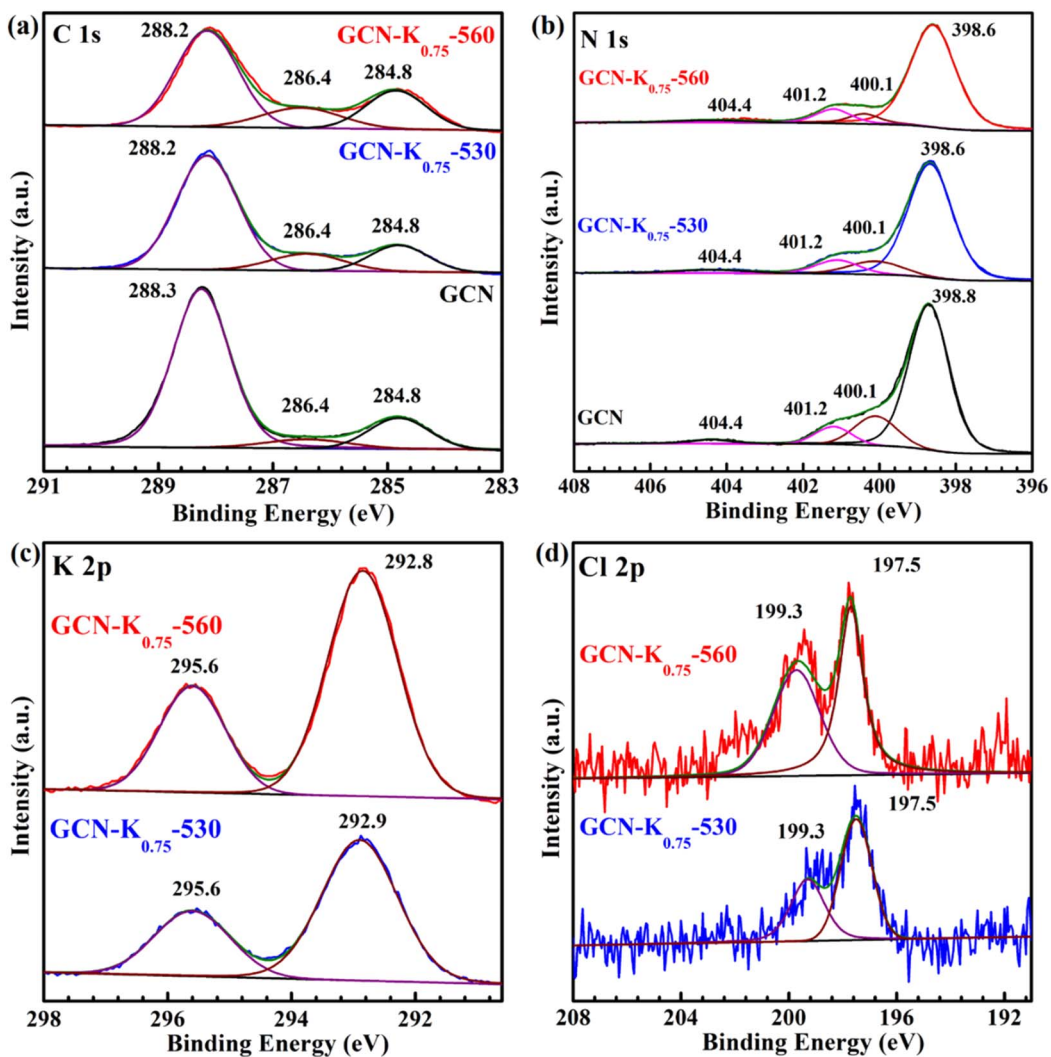 (a) C 1s
GCN-K0.75-560
288.2
286.4
284.8
GCN-K0.75-530
288.2
286.4
284.8
GCN
288.3
286.4
284.8
Intensity (a.u.)
291 289 287 285 283
Binding Energy (eV)
(b) N 1s
398.6
GCN-K0.75-560
404.4
401.2
400.1
398.6
GCN-K0.75-530
404.4
401.2
400.1
398.8
GCN
404.4
401.2
400.1
Intensity (a.u.)
408 406 404 402 400 398 396
Binding Energy (eV)
(c) K 2p
292.8
GCN-K0.75-560
295.6
GCN-K0.75-530
292.9
295.6
Intensity (a.u.)
298 296 294 292
Binding Energy (eV)
(d) Cl 2p
197.5
199.3
GCN-K0.75-560
197.5
GCN-K0.75-530
199.3
Intensity (a.u.)
208 204 200 196 192
Binding Energy (eV)